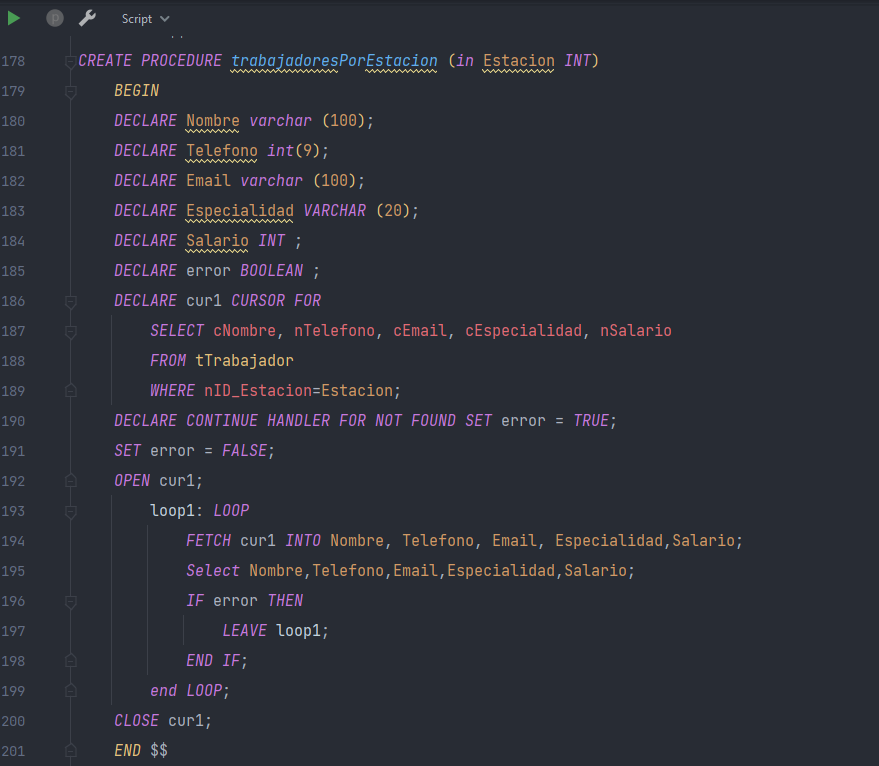 Script
178 CREATE PROCEDURE trabajadoresPorEstacion (in Estacion INT)
179 BEGIN
180 DECLARE Nombre varchar (100);
181 DECLARE Telefono int(9);
182 DECLARE Email varchar (100);
183 DECLARE Especialidad VARCHAR (20);
184 DECLARE Salario INT ;
185 DECLARE error BOOLEAN ;
186 DECLARE cur1 CURSOR FOR
187 SELECT cNombre, nTelefono, cEmail, cEspecialidad, nSalario
188 FROM tTrabajador
189 WHERE nID_Estacion=Estacion;
190 DECLARE CONTINUE HANDLER FOR NOT FOUND SET error = TRUE;
191 SET error = FALSE;
192 OPEN cur1;
193 loop1: LOOP
194 FETCH cur1 INTO Nombre, Telefono, Email, Especialidad,Salario;
195 Select Nombre,Telefono,Email,Especialidad,Salario;
196 IF error THEN
197 LEAVE loop1;
198 END IF;
199 end LOOP;
200 CLOSE cur1;
201 END $$